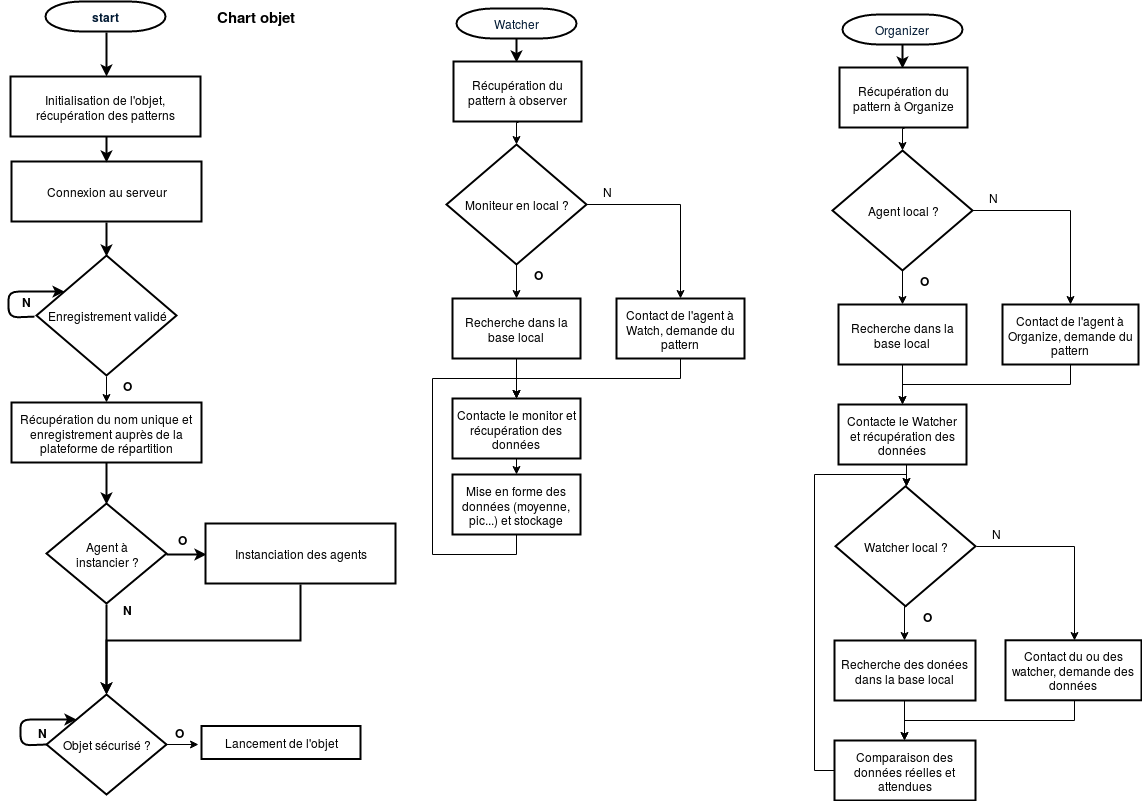 start
Chart objet
Initialisation de l'objet,
récupération des patterns
Connexion au serveur
N
Enregistrement validé
O
Récupération du nom unique et
enregistrement auprès de la
plateforme de répartition
Agent à
instancier ?
O
Instanciation des agents
N
N
Objet sécurisé ?
O
Lancement de l'objet
Watcher
Récupération du
pattern à observer
Moniteur en local ?
N
O
Recherche dans la
base local
Contact de l'agent à
Watch, demande du
pattern
Contacte le monitor et
récupération des
données
Mise en forme des
données (moyenne,
pic...) et stockage
Organizer
Récupération du
pattern à Organize
Agent local ?
N
O
Recherche dans la
base local
Contact de l'agent à
Organize, demande du
pattern
Contacte le Watcher
et récupération des
données
Watcher local ?
N
O
Recherche des donées
dans la base local
Contact du ou des
watcher, demande des
données
Comparaison des
données réelles et
attendues